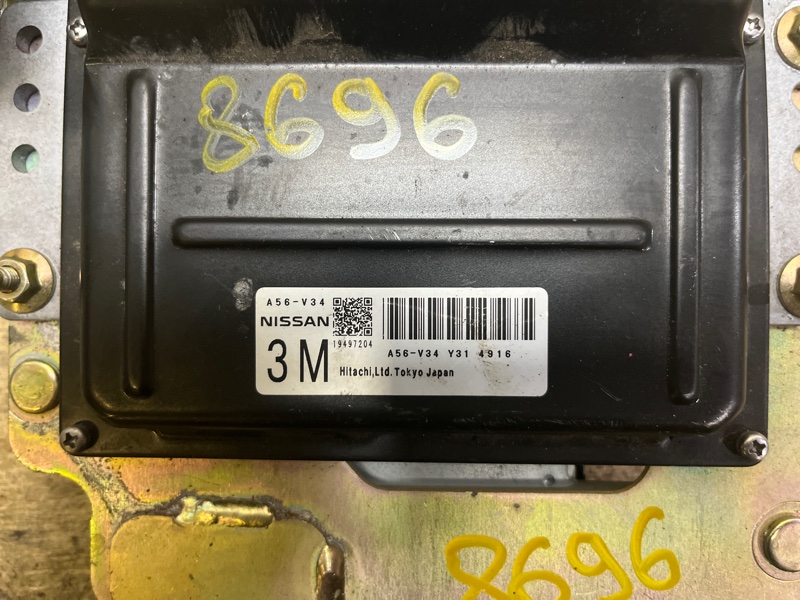 8696
A56-V34
NISSAN
19497204
3M
A56-V34 Y31 4916
Hitachi,Ltd.Tokyo Japan
8696